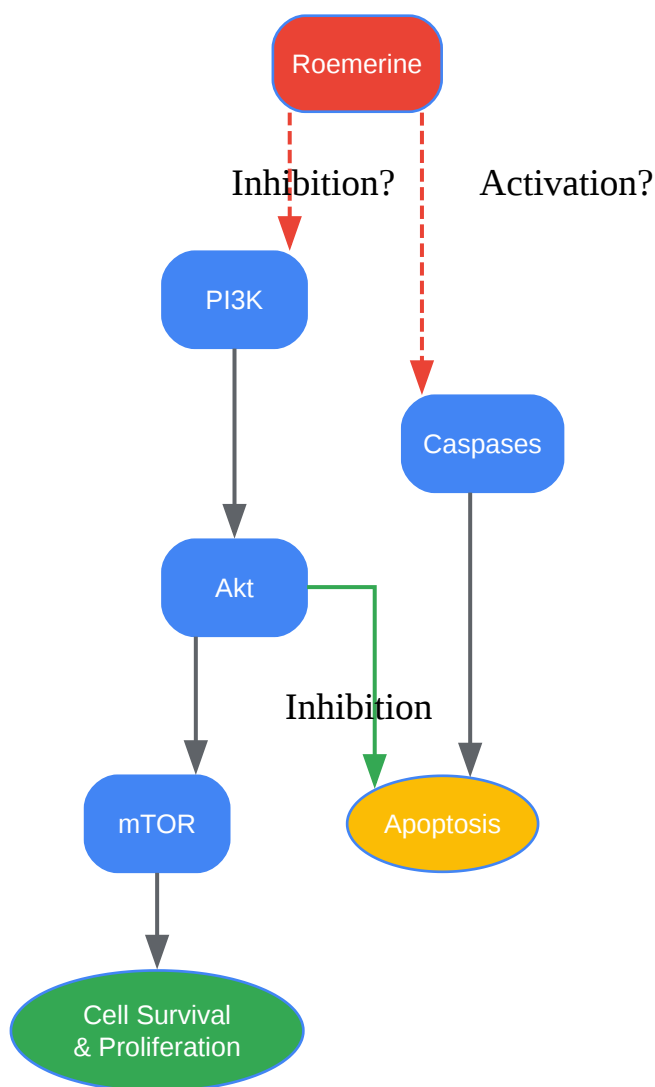 Roemerine
Inhibition?
Activation?
PI3K
Caspases
Akt
Inhibition
mTOR
Apoptosis
Cell Survival
& Proliferation